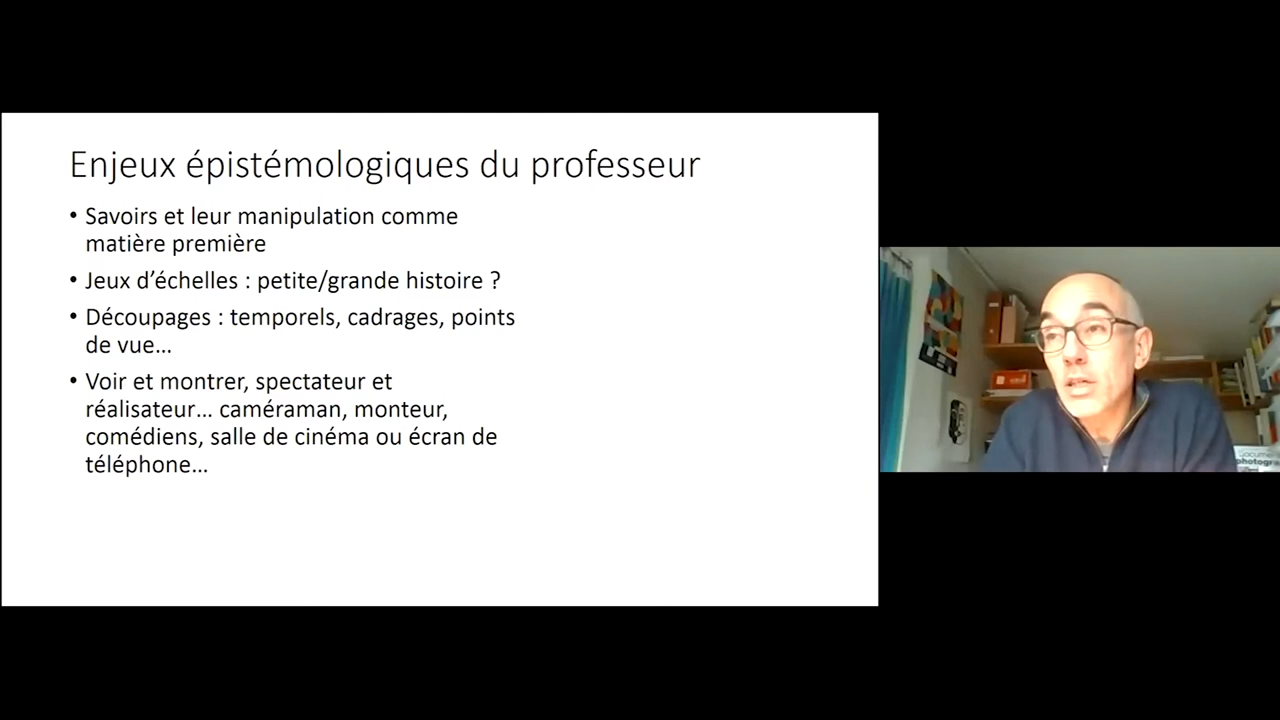 Enjeux épistémologiques du professeur
• Savoirs et leur manipulation comme
matière première
• Jeux d’échelles : petite/grande histoire ?
• Découpages : temporels, cadrages, points
de vue…
• Voir et montrer, spectateur et
réalisateur… caméraman, monteur,
comédiens, salle de cinéma ou écran de
téléphone…